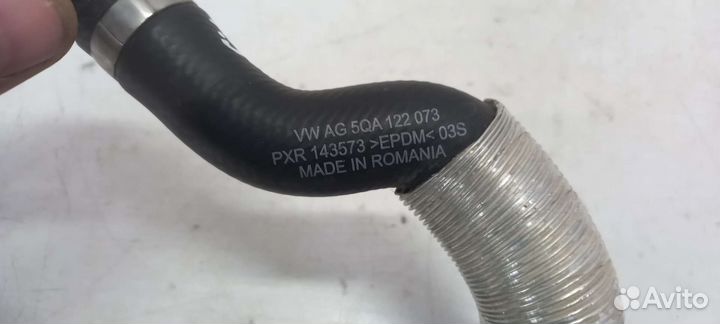 VW AG 5QA 122 073
PXR 143573 >EPDM< 03S
MADE IN ROMANIA
Avito